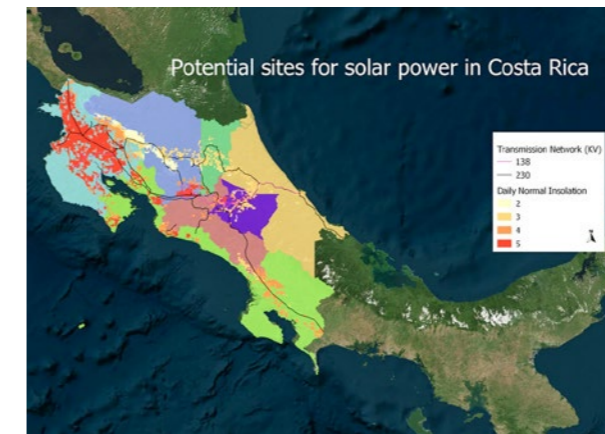 Potential sites for solar power in Costa Rica
Transmission Network (KV)
138
230
Daily Normal Insolation
2
3
4
5